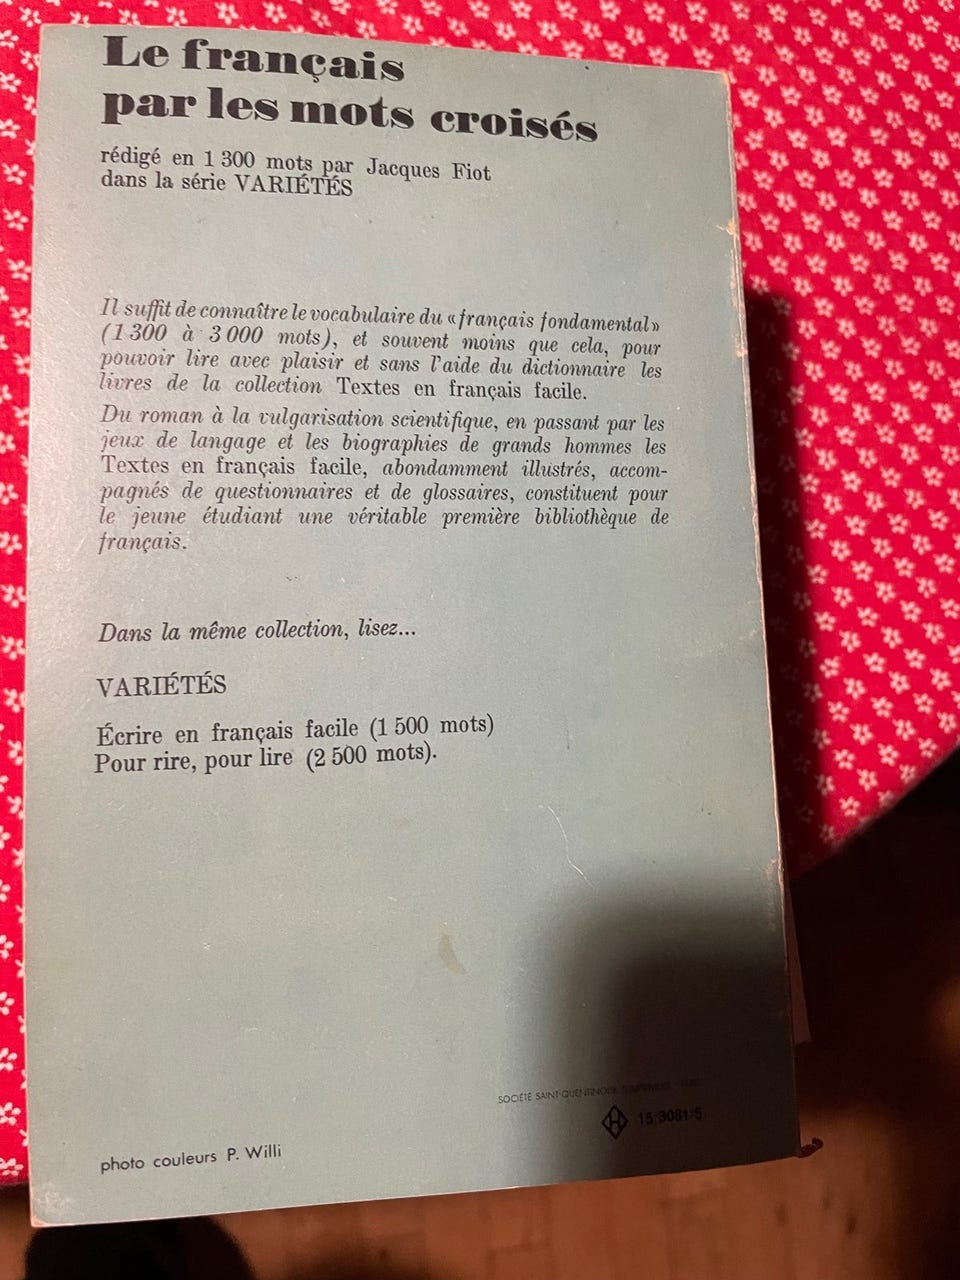 Le français
par les mots croisés
rédigé en 1 300 mots par Jacques Fiot
dans la série VARIÉTÉS
Il suffit de connaître le vocabulaire du « français fondamental »
(1 300 à 3 000 mots), et souvent moins que cela, pour
pouvoir lire avec plaisir et sans l'aide du dictionnaire les
livres de la collection Textes en français facile.
Du roman à la vulgarisation scientifique, en passant par les
jeux de langage et les biographies de grands hommes les
Textes en français facile, abondamment illustrés, accom-
pagnés de questionnaires et de glossaires, constituent pour
le jeune étudiant une véritable première bibliothèque de
français.
Dans la même collection, lisez...
VARIÉTÉS
Écrire en français facile (1 500 mots)
Pour rire, pour lire (2 500 mots).
SOCIÉTÉ SAINT-QUENTINOISE
H 15/3081/5
photo couleurs P. Willi